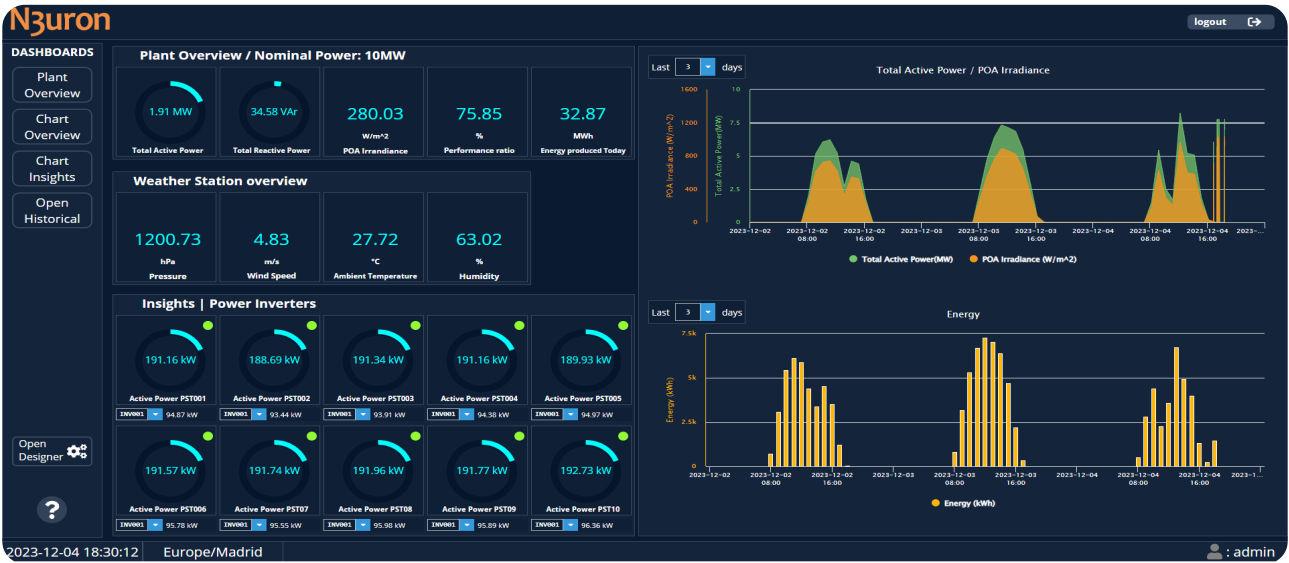 N3uron
logout
DASHBOARDS
Plant
Overview
Chart
Overview
Chart
Insights
Open
Historical
Open
Designer
?
Plant Overview / Nominal Power: 10MW
1.91 MW
Total Active Power
34.58 VAr
Total Reactive Power
280.03
W/m^2
POA Irrandiance
75.85
%
Performance ratio
32.87
MWh
Energy produced Today
Weather Station overview
1200.73
hPa
Pressure
4.83
m/s
Wind Speed
27.72
°C
Ambient Temperature
63.02
%
Humidity
Insights | Power Inverters
191.16 kW
Active Power PST001
INV001 94.87 kW
188.69 kW
Active Power PST002
INV001 93.44 kW
191.34 kW
Active Power PST003
INV001 93.91 kW
191.16 kW
Active Power PST004
INV001 94.38 kW
189.93 kW
Active Power PST005
INV001 94.97 kW
191.57 kW
Active Power PST006
INV001 95.78 kW
191.74 kW
Active Power PST07
INV001 95.55 kW
191.96 kW
Active Power PST08
INV001 95.98 kW
191.77 kW
Active Power PST09
INV001 95.89 kW
192.73 kW
Active Power PST10
INV001 96.36 kW
Last 3 days
Total Active Power / POA Irradiance
POA Irradiance (W/m^2)
1600
1200
800
400
0
Total Active Power(MW)
10
7.5
5
2.5
0
2023-12-02
2023-12-02 08:00
2023-12-02 16:00
2023-12-03
2023-12-03 08:00
2023-12-03 16:00
2023-12-04
2023-12-04 08:00
2023-12-04 16:00
2023-...
Total Active Power(MW)
POA Irradiance (W/m^2)
Last 3 days
Energy
Energy (kWh)
7.5k
5k
2.5k
0
2023-12-02
2023-12-02 08:00
2023-12-02 16:00
2023-12-03
2023-12-03 08:00
2023-12-03 16:00
2023-12-04
2023-12-04 08:00
2023-12-04 16:00
2023-1...
Energy (kWh)
2023-12-04 18:30:12
Europe/Madrid
: admin